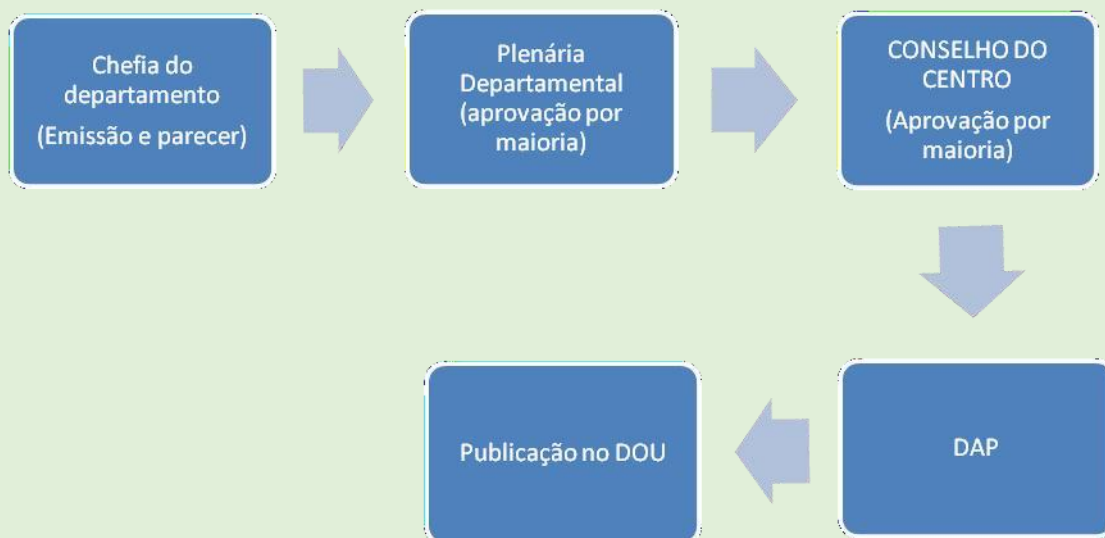 Chefia do
departamento
(Emissão e parecer)
Plenária
Departamental
(aprovação por
maioria)
CONSELHO DO
CENTRO
(Aprovação por
maioria)
DAP
Publicação no DOU